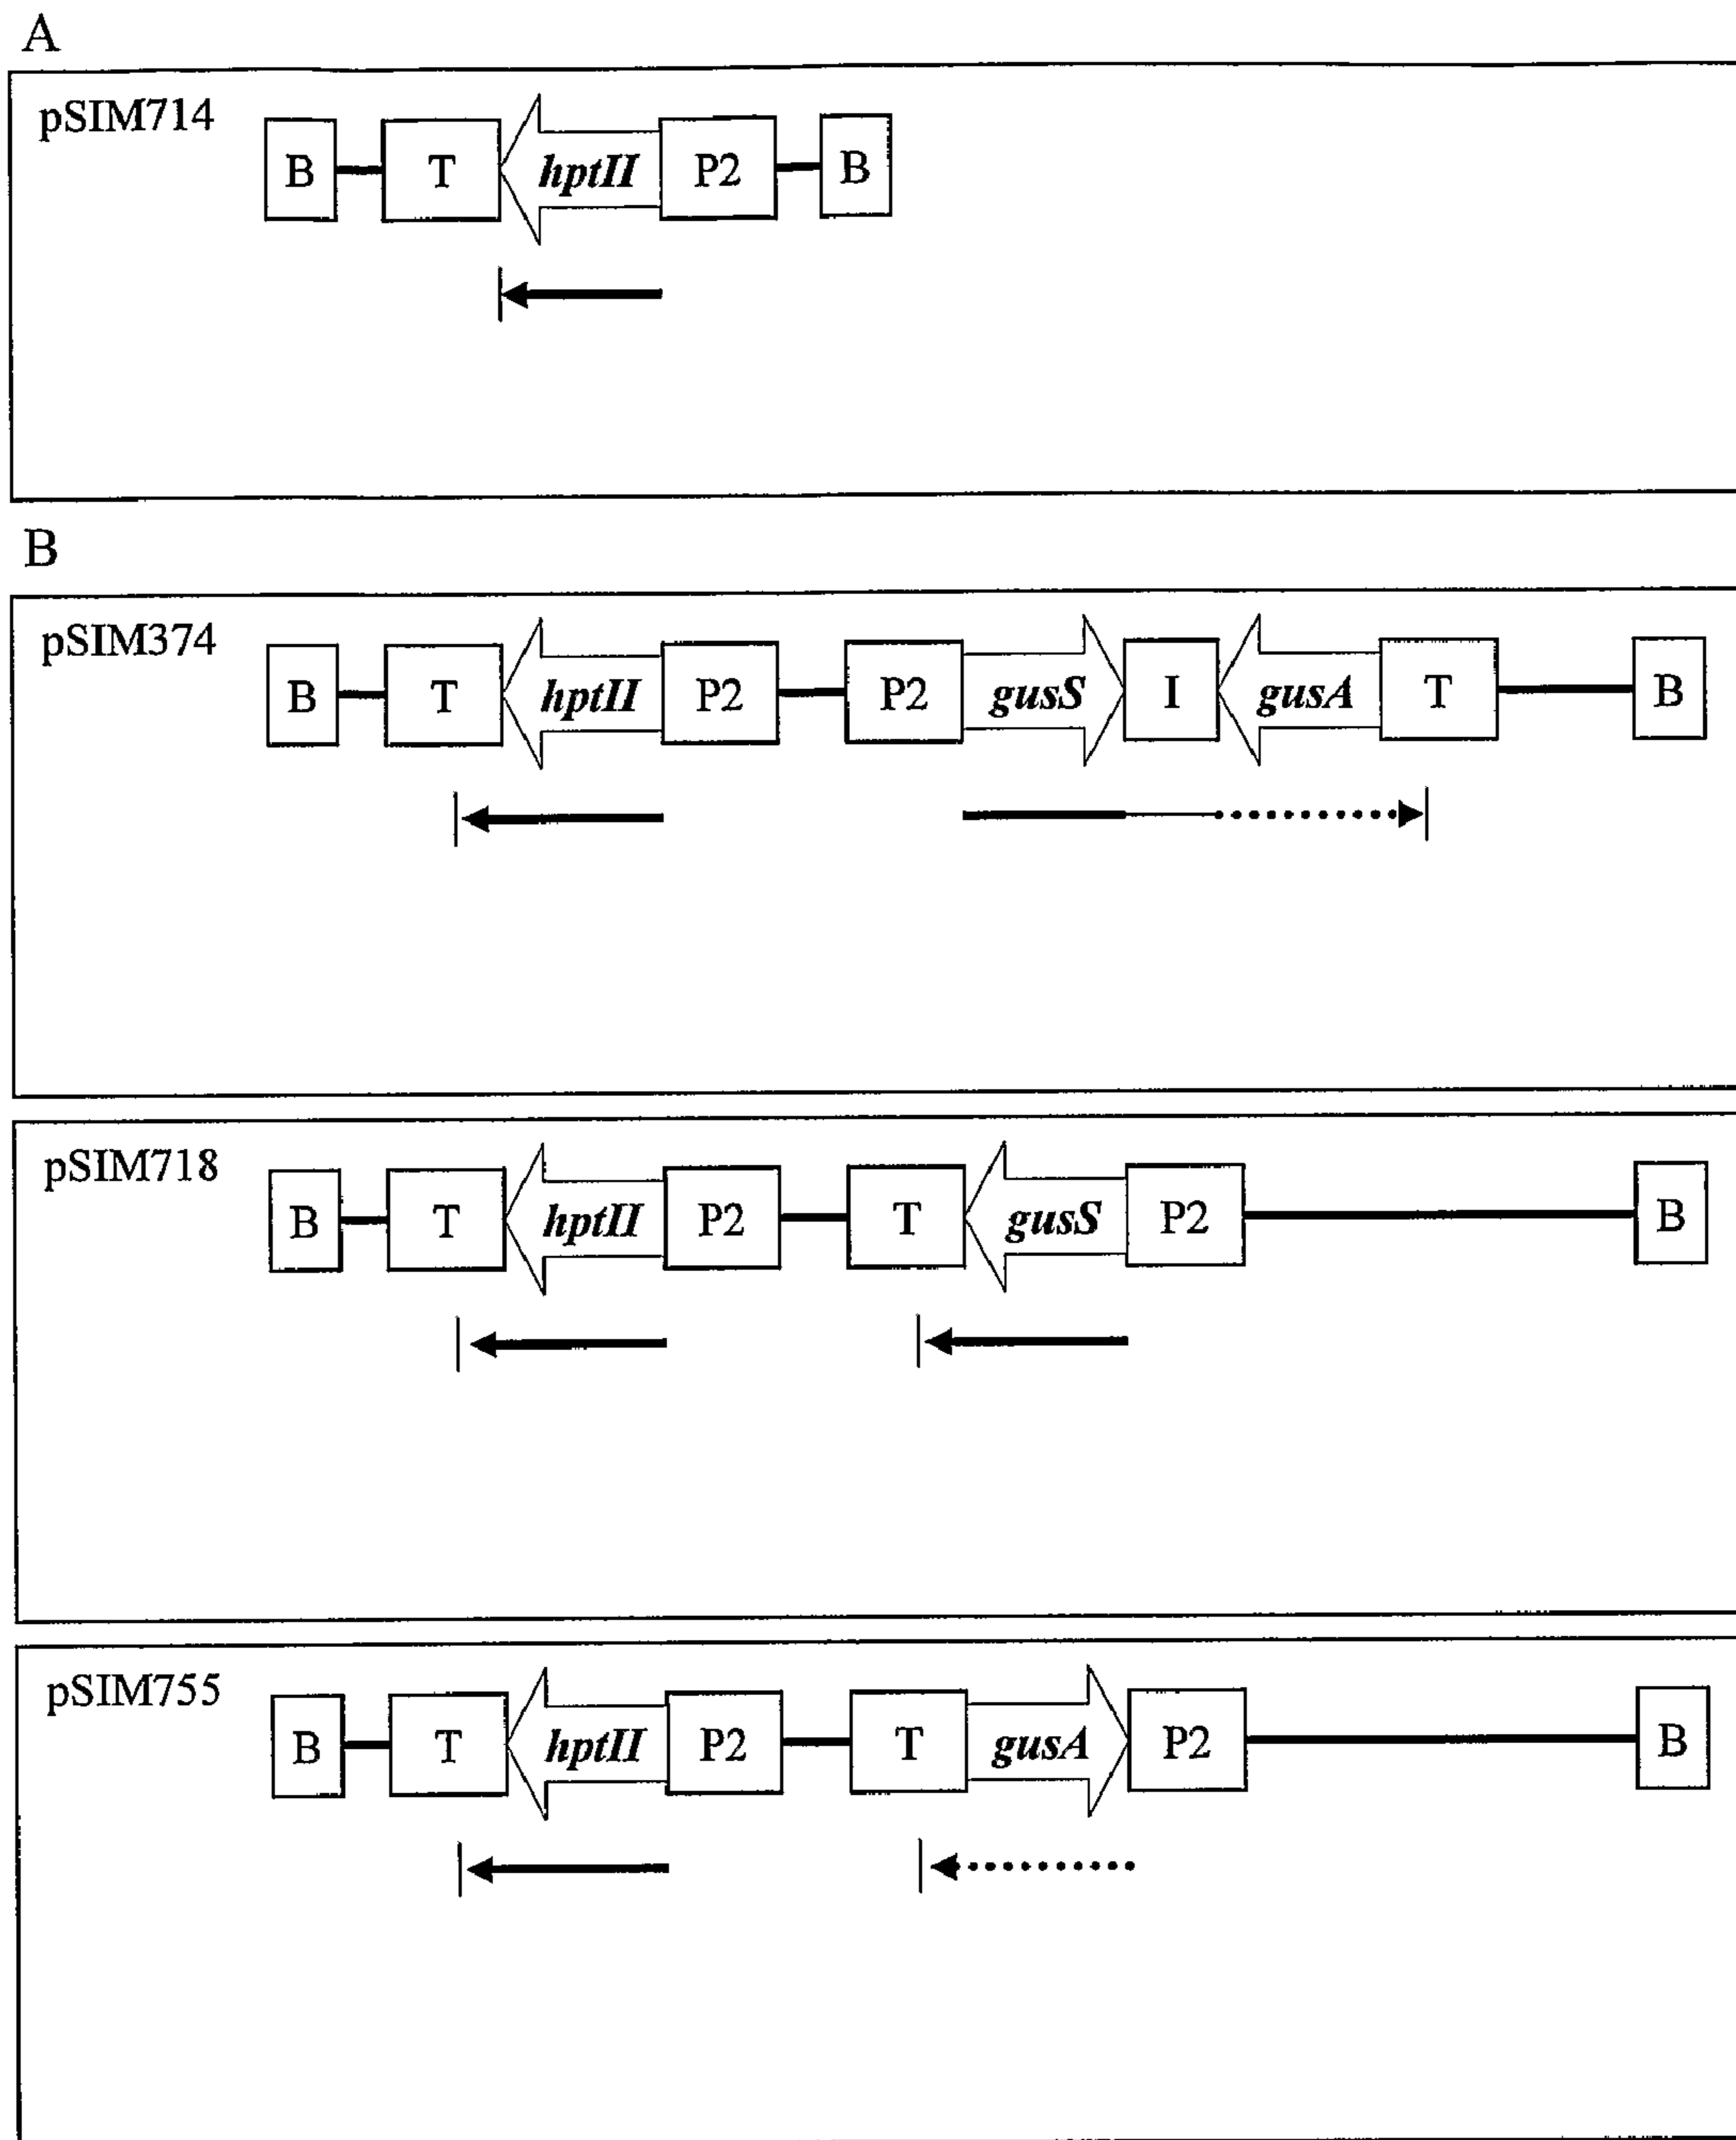 A
pSIM714
B T hptII P2 B
B
pSIM374
B T hptII P2 P2 gusS I gusA T B
pSIM718
B T hptII P2 T gusS P2 B
pSIM755
B T hptII P2 T gusA P2 B